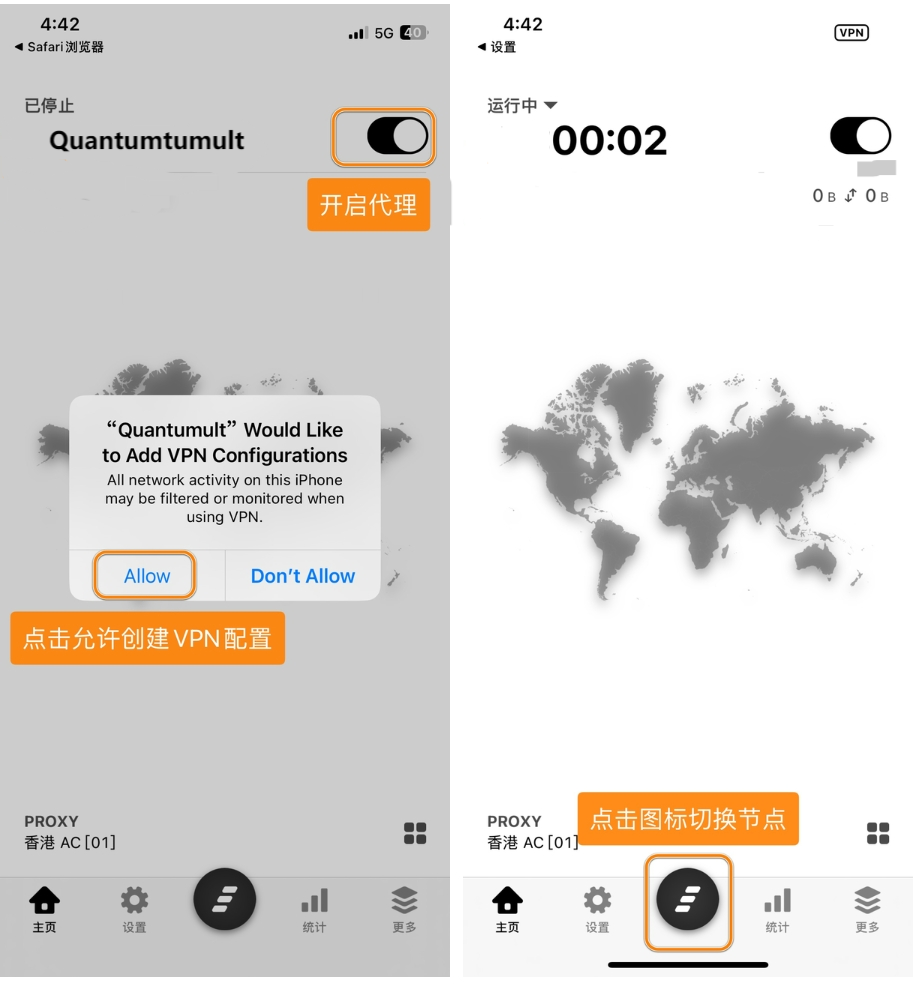 4:42
◀ Safari浏览器
5G 40
已停止
Quantumtumult
开启代理
“Quantumult” Would Like
to Add VPN Configurations
All network activity on this iPhone
may be filtered or monitored when
using VPN.
Allow
Don't Allow
点击允许创建VPN配置
PROXY
香港 AC [01]
主页
设置
统计
更多
4:42
◀ 设置
VPN
运行中
00:02
0 B 0 B
点击图标切换节点
PROXY
香港 AC [01]
主页
设置
统计
更多